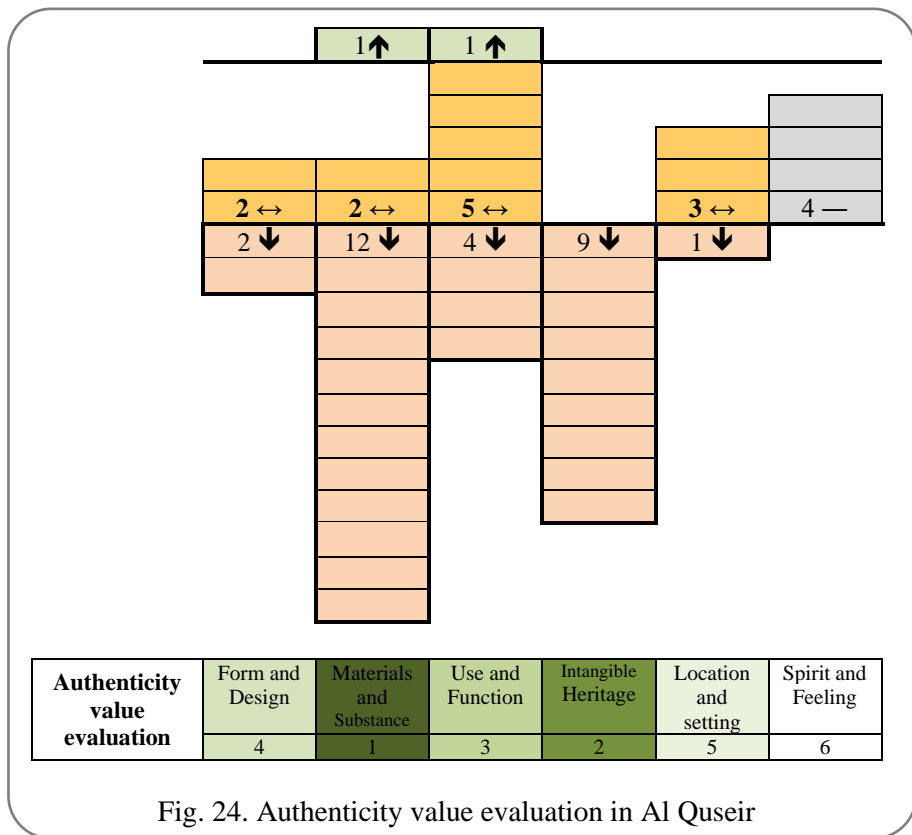 1↑ 1↑
2 ↔ 2 ↔ 5 ↔ 3 ↔ 4 —
2 ↓ 12 ↓ 4 ↓ 9 ↓ 1 ↓
Authenticity value evaluation
Form and Design
Materials and Substance
Use and Function
Intangible Heritage
Location and setting
Spirit and Feeling
4 1 3 2 5 6
Fig. 24. Authenticity value evaluation in Al Quseir